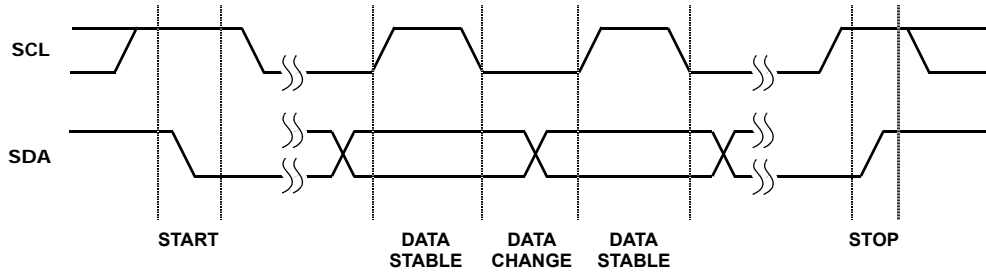 SCL
SDA
START
DATA
STABLE
DATA
CHANGE
DATA
STABLE
STOP